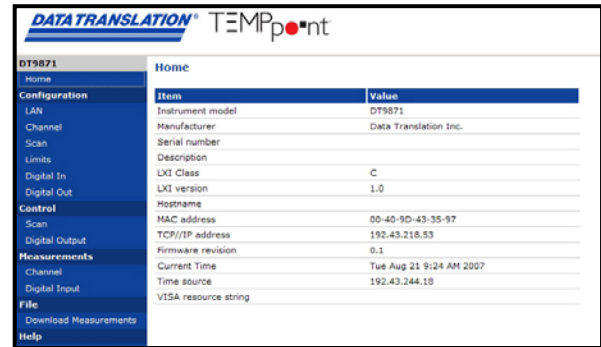 DATA TRANSLATION® TEMPpoint
DT9871
Home
Configuration
LAN
Channel
Scan
Limits
Digital In
Digital Out
Control
Scan
Digital Output
Measurements
Channel
Digital Input
File
Download Measurements
Help
Home
Item Value
Instrument model DT9871
Manufacturer Data Translation Inc.
Serial number
Description
LXI Class C
LXI version 1.0
Hostname
MAC address 00-40-9D-43-35-97
TCP//IP address 192.43.218.53
Firmware revision 0.1
Current Time Tue Aug 21 9:24 AM 2007
Time source 192.43.244.18
VISA resource string